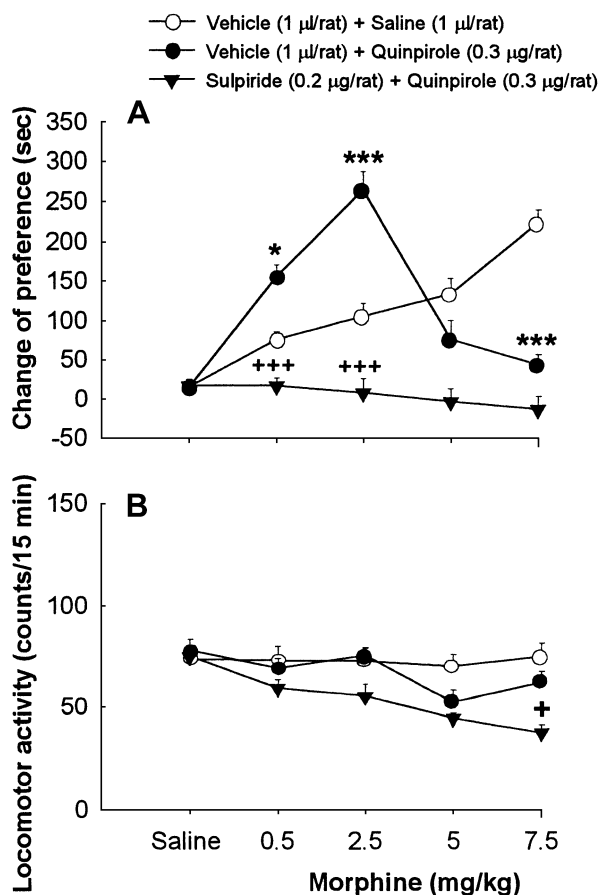 Vehicle (1 µl/rat) + Saline (1 µl/rat)
Vehicle (1 µl/rat) + Quinpirole (0.3 µg/rat)
Sulpiride (0.2 µg/rat) + Quinpirole (0.3 µg/rat)
A
Change of preference (sec)
350
300
250
200
150
100
50
0
-50
*
***
***
+++
+++
B
Locomotor activity (counts/15 min)
150
100
50
0
+
Saline 0.5 2.5 5 7.5
Morphine (mg/kg)